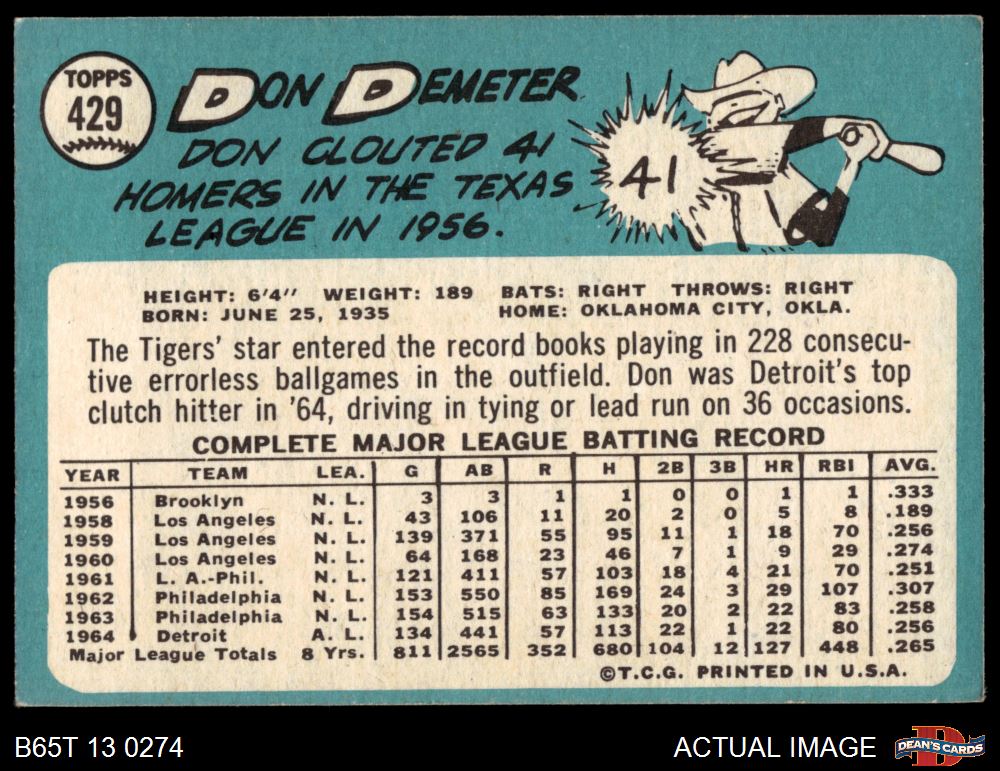 TOPPS
429
DON DEMETER
DON CLOUTED 41
HOMERS IN THE TEXAS
LEAGUE IN 1956.
41
HEIGHT: 6'4" WEIGHT: 189 BATS: RIGHT THROWS: RIGHT
BORN: JUNE 25, 1935 HOME: OKLAHOMA CITY, OKLA.
The Tigers' star entered the record books playing in 228 consecu-
tive errorless ballgames in the outfield. Don was Detroit's top
clutch hitter in '64, driving in tying or lead run on 36 occasions.
COMPLETE MAJOR LEAGUE BATTING RECORD
YEAR TEAM LEA. G AB R H 2B 3B HR RBI AVG.
1956 Brooklyn N. L. 3 3 1 1 0 0 1 1 .333
1958 Los Angeles N. L. 43 106 11 20 2 0 5 8 .189
1959 Los Angeles N. L. 139 371 55 95 11 1 18 70 .256
1960 Los Angeles N. L. 64 168 23 46 7 1 9 29 .274
1961 L. A.-Phil. N. L. 121 411 57 103 18 4 21 70 .251
1962 Philadelphia N. L. 153 550 85 169 24 3 29 107 .307
1963 Philadelphia N. L. 154 515 63 133 20 2 22 83 .258
1964 Detroit A. L. 134 441 57 113 22 1 22 80 .256
Major League Totals 8 Yrs. 811 2565 352 680 104 12 127 448 .265
©T.C.G. PRINTED IN U.S.A.
B65T 13 0274 ACTUAL IMAGE
D
DEAN'S CARDS